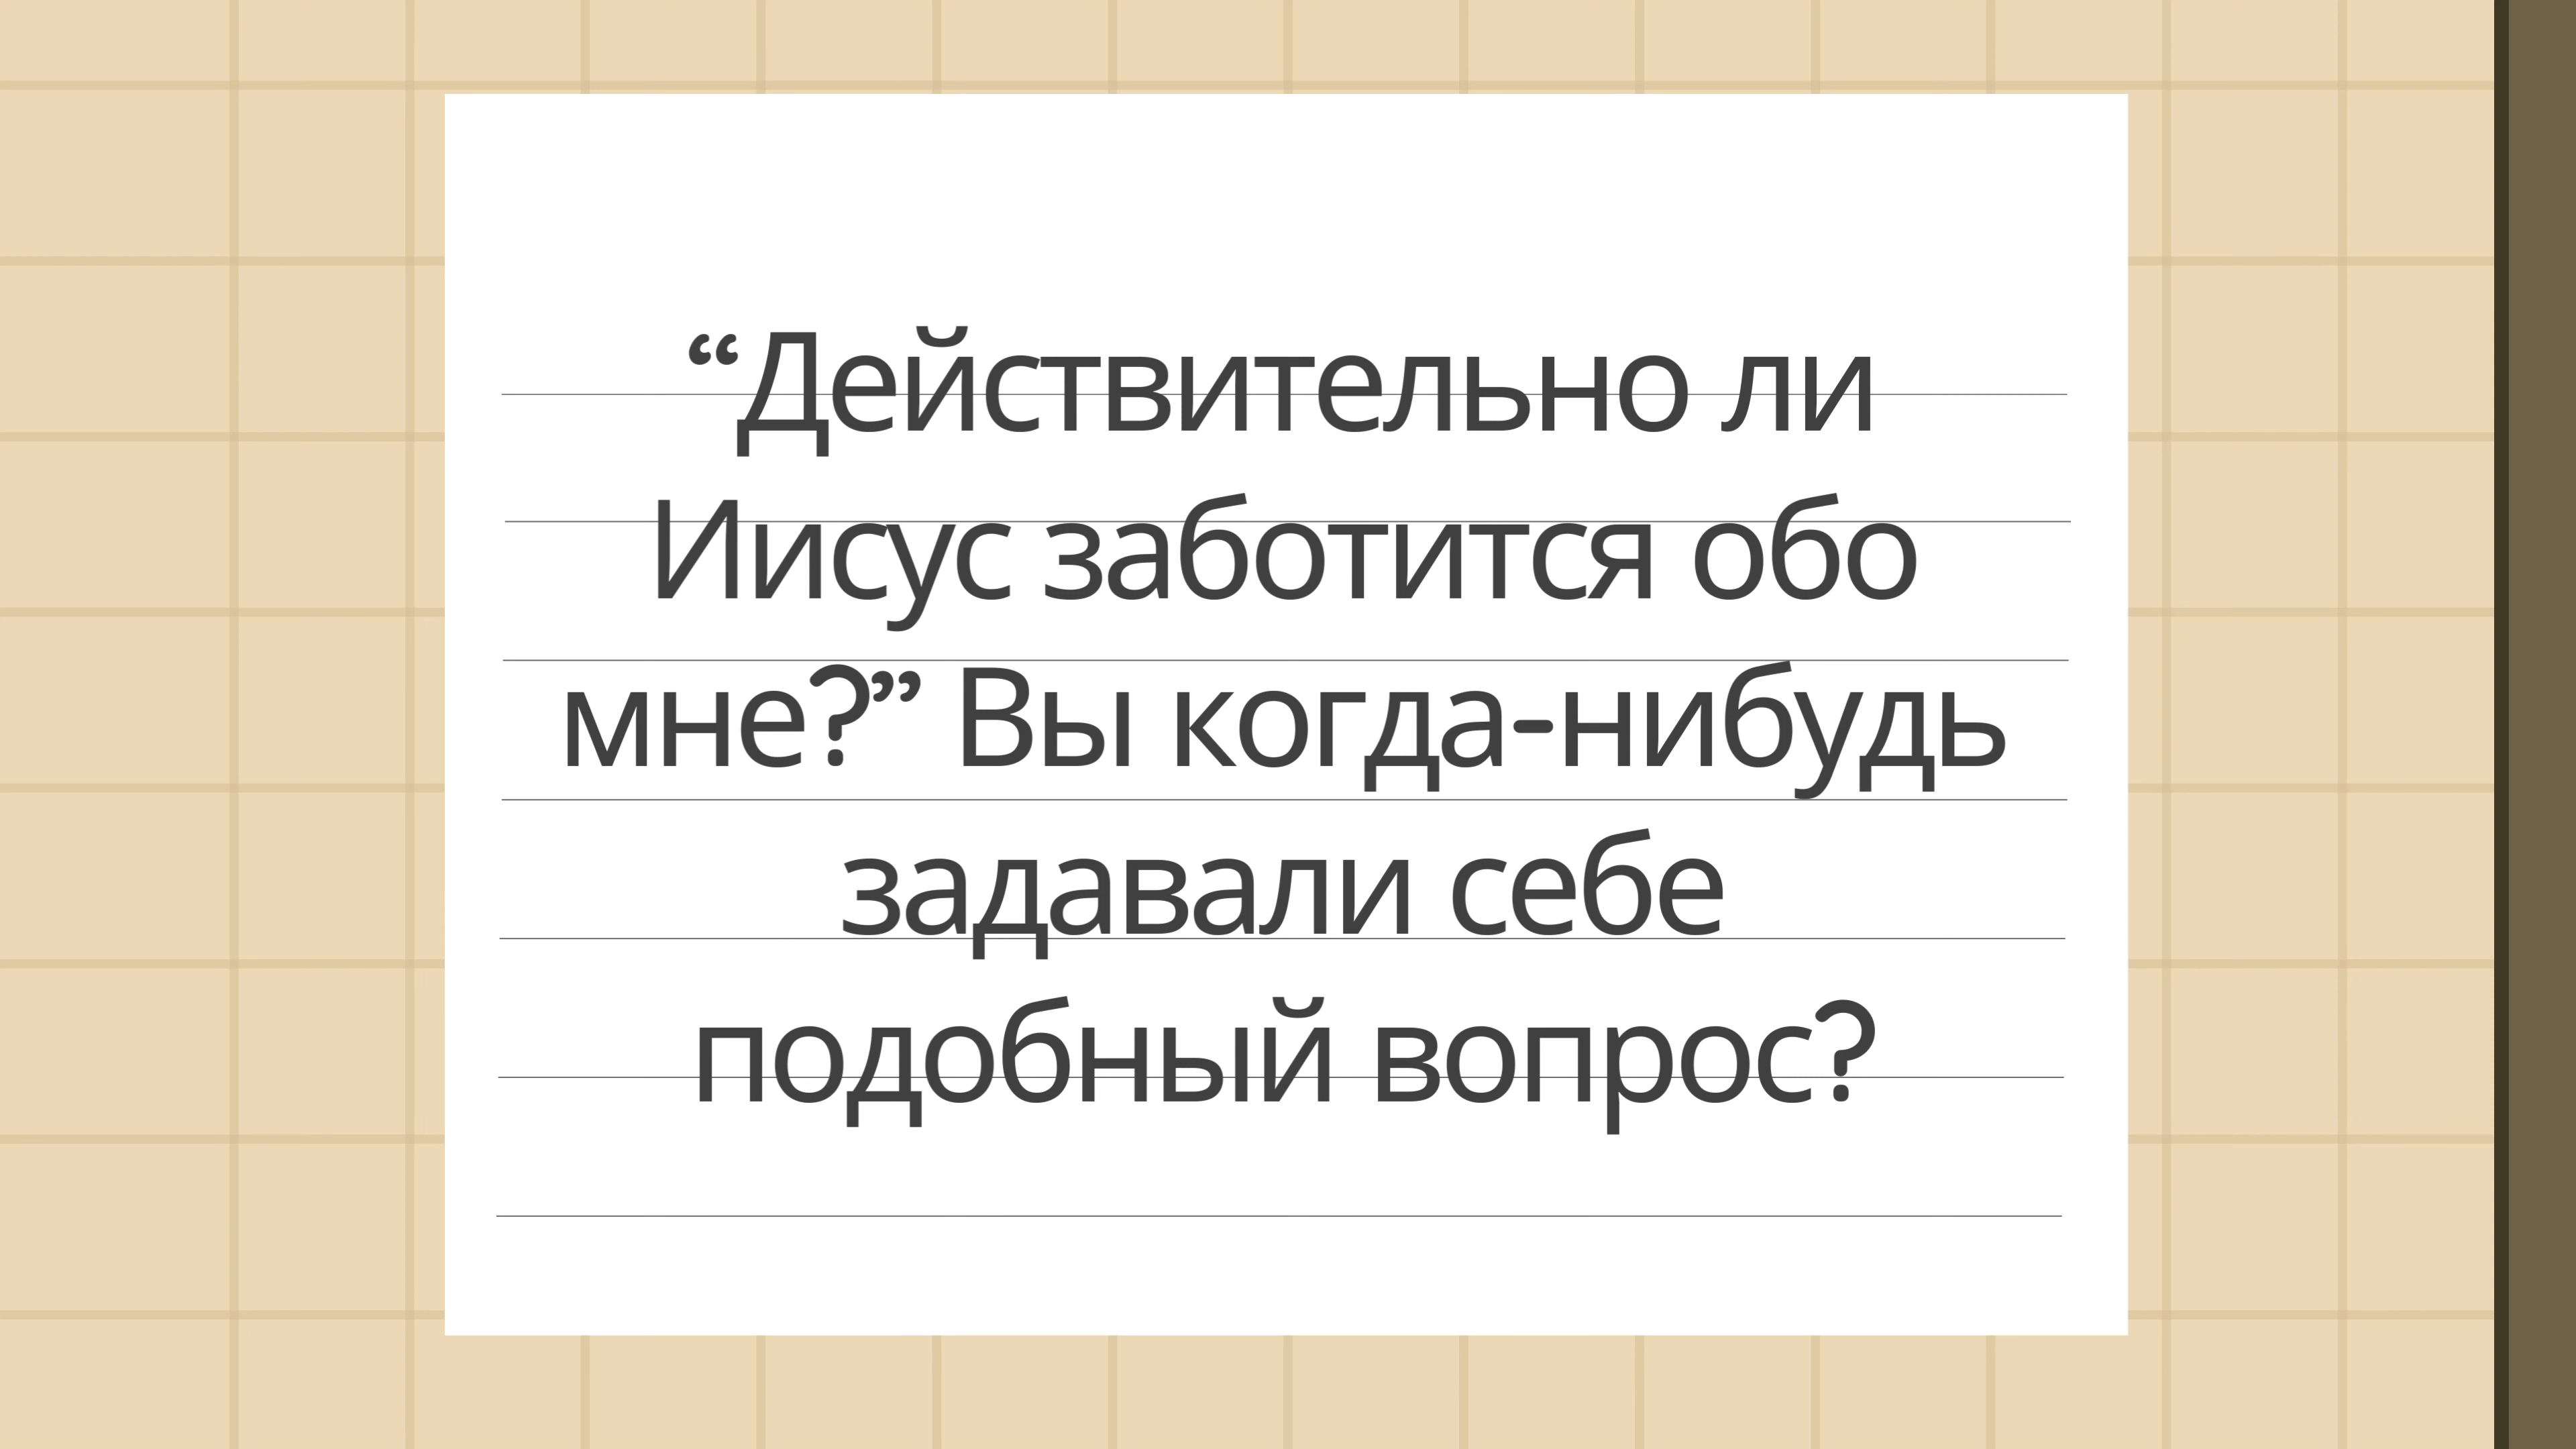 “Действительно ли
Иисус заботится обо
мне?” Вы когда-нибудь
задавали себе
подобный вопрос?